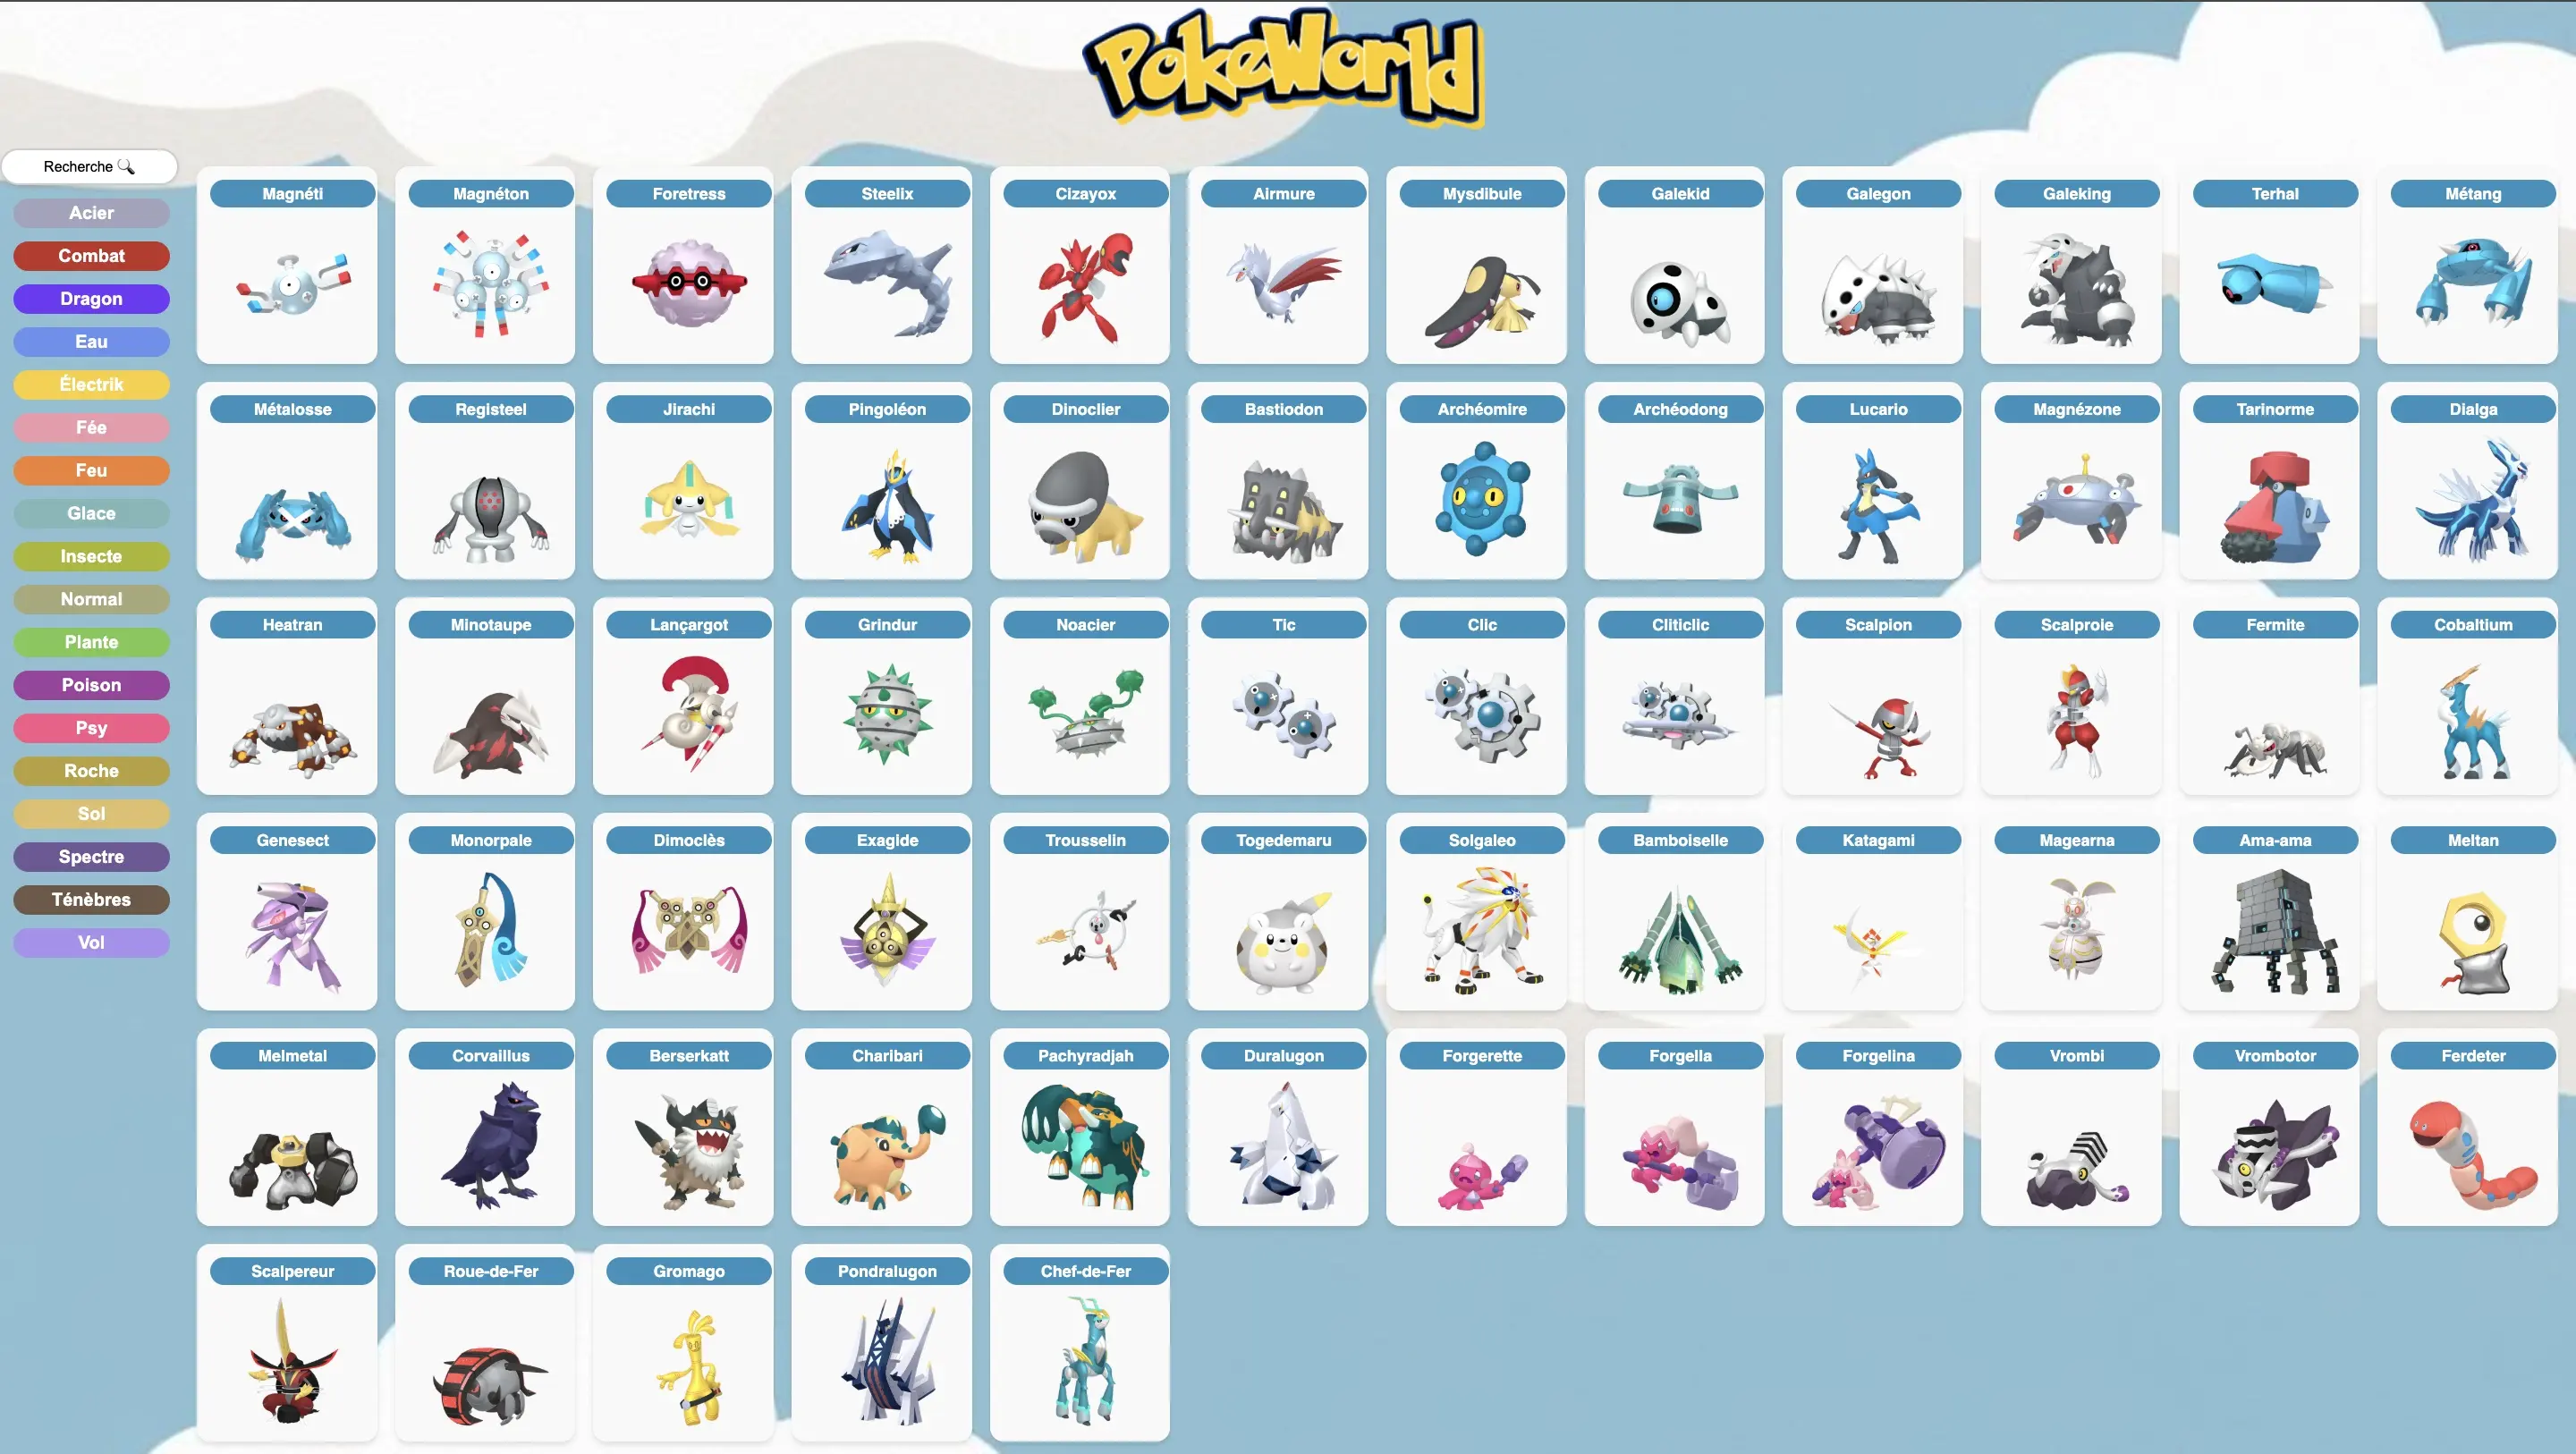 PokeWorld
Recherche
Acier
Combat
Dragon
Eau
Électrik
Fée
Feu
Glace
Insecte
Normal
Plante
Poison
Psy
Roche
Sol
Spectre
Ténèbres
Vol
Magnéti
Magnéton
Foretress
Steelix
Cizayox
Airmure
Mysdibule
Galekid
Galegon
Galeking
Terhal
Métang
Métalosse
Registeel
Jirachi
Pingoléon
Dinoclier
Bastiodon
Archéomire
Archéodong
Lucario
Magnézone
Tarinorme
Dialga
Heatran
Minotaupe
Lançargot
Grindur
Noacier
Tic
Clic
Cliticlic
Scalpion
Scalproie
Fermite
Cobaltium
Genesect
Monorpale
Dimoclès
Exagide
Trousselin
Togedemaru
Solgaleo
Bamboiselle
Katagami
Magearna
Ama-ama
Meltan
Melmetal
Corvaillus
Berserkatt
Charibari
Pachyradjah
Duralugon
Forgerette
Forgella
Forgelina
Vrombi
Vrombotor
Ferdeter
Scalpereur
Roue-de-Fer
Gromago
Pondralugon
Chef-de-Fer